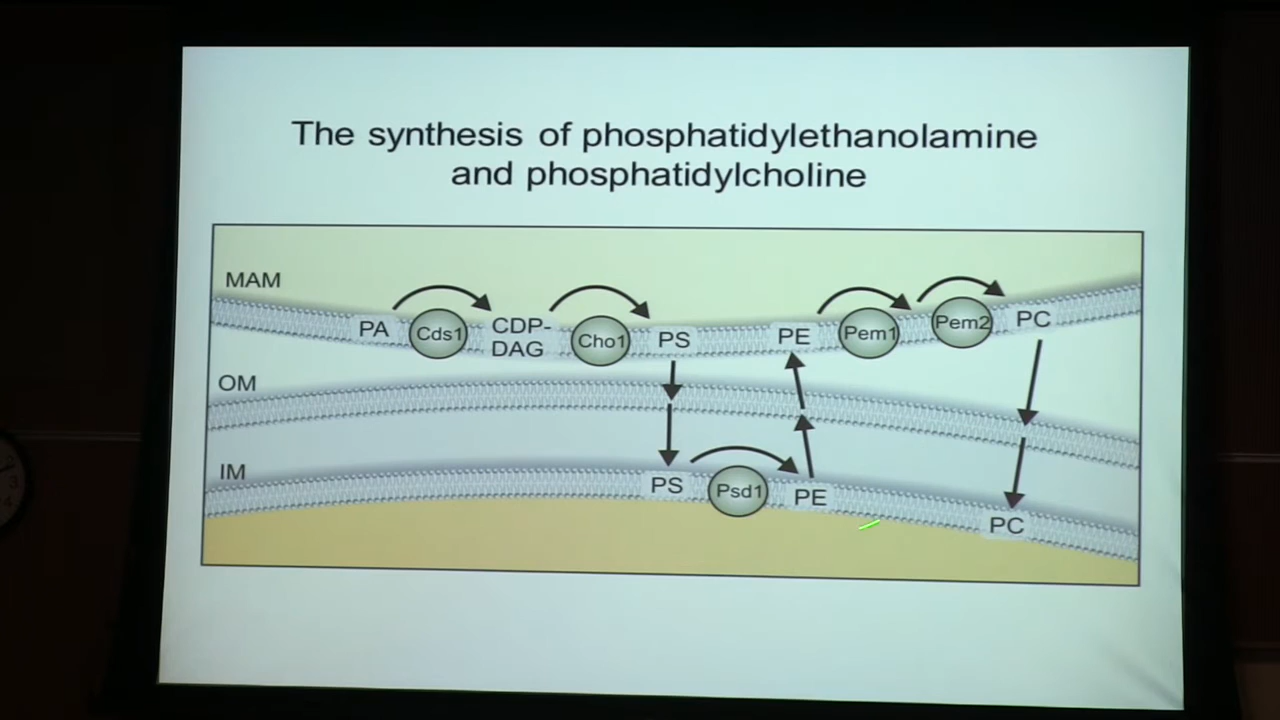 The synthesis of phosphatidylethanolamine
and phosphatidylcholine
MAM
PA
Cds1
CDP-
DAG
Cho1
PS
PE
Pem1
Pem2
PC
OM
IM
PS
Psd1
PE
PC